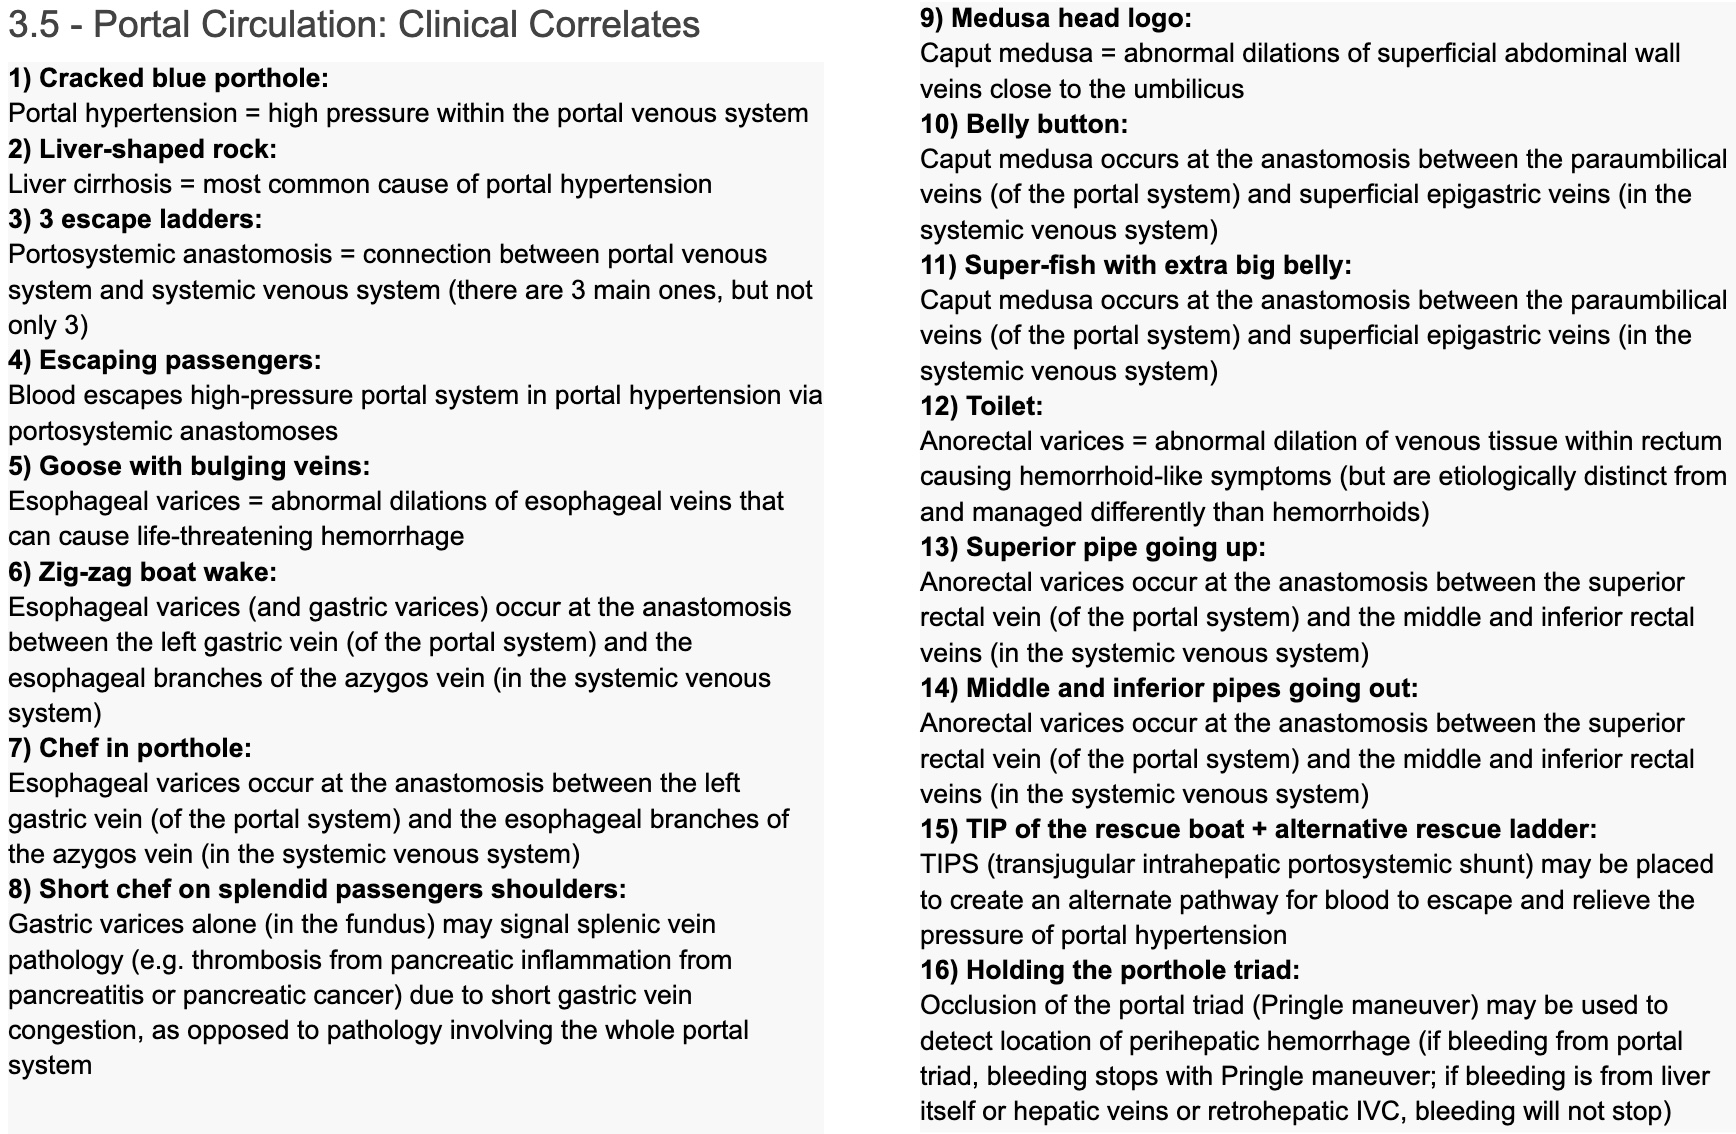 3.5 - Portal Circulation: Clinical Correlates
1) Cracked blue porthole:
Portal hypertension = high pressure within the portal venous system
2) Liver-shaped rock:
Liver cirrhosis = most common cause of portal hypertension
3) 3 escape ladders:
Portosystemic anastomosis = connection between portal venous
system and systemic venous system (there are 3 main ones, but not
only 3)
4) Escaping passengers:
Blood escapes high-pressure portal system in portal hypertension via
portosystemic anastomoses
5) Goose with bulging veins:
Esophageal varices = abnormal dilations of esophageal veins that
can cause life-threatening hemorrhage
6) Zig-zag boat wake:
Esophageal varices (and gastric varices) occur at the anastomosis
between the left gastric vein (of the portal system) and the
esophageal branches of the azygos vein (in the systemic venous
system)
7) Chef in porthole:
Esophageal varices occur at the anastomosis between the left
gastric vein (of the portal system) and the esophageal branches of
the azygos vein (in the systemic venous system)
8) Short chef on splendid passengers shoulders:
Gastric varices alone (in the fundus) may signal splenic vein
pathology (e.g. thrombosis from pancreatic inflammation from
pancreatitis or pancreatic cancer) due to short gastric vein
congestion, as opposed to pathology involving the whole portal
system
9) Medusa head logo:
Caput medusa = abnormal dilations of superficial abdominal wall
veins close to the umbilicus
10) Belly button:
Caput medusa occurs at the anastomosis between the paraumbilical
veins (of the portal system) and superficial epigastric veins (in the
systemic venous system)
11) Super-fish with extra big belly:
Caput medusa occurs at the anastomosis between the paraumbilical
veins (of the portal system) and superficial epigastric veins (in the
systemic venous system)
12) Toilet:
Anorectal varices = abnormal dilation of venous tissue within rectum
causing hemorrhoid-like symptoms (but are etiologically distinct from
and managed differently than hemorrhoids)
13) Superior pipe going up:
Anorectal varices occur at the anastomosis between the superior
rectal vein (of the portal system) and the middle and inferior rectal
veins (in the systemic venous system)
14) Middle and inferior pipes going out:
Anorectal varices occur at the anastomosis between the superior
rectal vein (of the portal system) and the middle and inferior rectal
veins (in the systemic venous system)
15) TIP of the rescue boat + alternative rescue ladder:
TIPS (transjugular intrahepatic portosystemic shunt) may be placed
to create an alternate pathway for blood to escape and relieve the
pressure of portal hypertension
16) Holding the porthole triad:
Occlusion of the portal triad (Pringle maneuver) may be used to
detect location of perihepatic hemorrhage (if bleeding from portal
triad, bleeding stops with Pringle maneuver; if bleeding is from liver
itself or hepatic veins or retrohepatic IVC, bleeding will not stop)